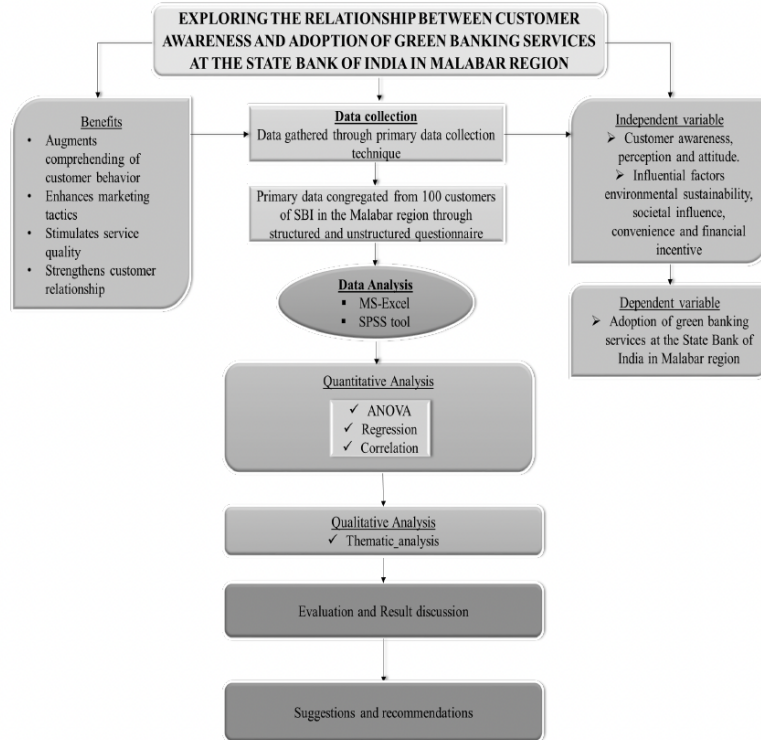 EXPLORING THE RELATIONSHIP BETWEEN CUSTOMER
AWARENESS AND ADOPTION OF GREEN BANKING SERVICES
AT THE STATE BANK OF INDIA IN MALABAR REGION
Benefits
• Augments
comprehending of
customer behavior
• Enhances marketing
tactics
• Stimulates service
quality
• Strengthens customer
relationship
Data collection
Data gathered through primary data collection
technique
Primary data congregated from 100 customers
of SBI in the Malabar region through
structured and unstructured questionnaire
Data Analysis
▪ MS-Excel
▪ SPSS tool
Quantitative Analysis
✓ ANOVA
✓ Regression
✓ Correlation
Qualitative Analysis
✓ Thematic_analysis
Evaluation and Result discussion
Suggestions and recommendations
Independent variable
➢ Customer awareness,
perception and attitude.
➢ Influential factors
environmental sustainability,
societal influence,
convenience and financial
incentive
Dependent variable
➢ Adoption of green banking
services at the State Bank of
India in Malabar region